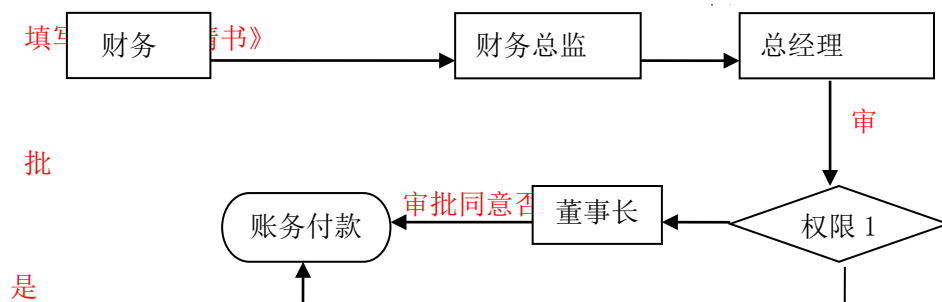 填写 财务 请书》 财务总监 总经理
审
批
审批同意否 董事长 权限 1
账务付款
是